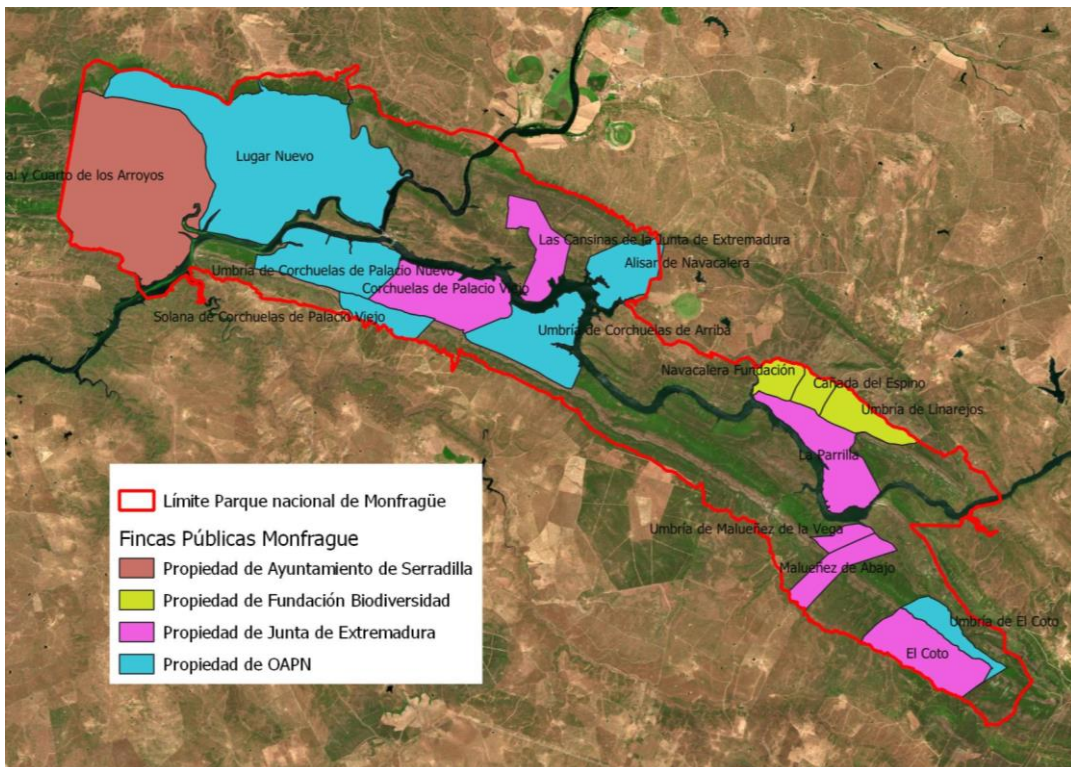 Lugar Nuevo
al y Cuarto de los Arroyos
Las Cansinas de la Junta de Extremadura
Alisar de Navacalera
Umbría de Corchuelas de Palacio Nuevo
Corchuelas de Palacio Viejo
Solana de Corchuelas de Palacio Viejo
Umbría de Corchuelas de Arriba
Navacalera Fundación
Cañada del Espino
Umbría de Linarejos
La Parrilla
Umbría de Malueñez de la Vega
Malueñez de Abajo
Umbría de El Coto
El Coto
Límite Parque nacional de Monfragüe
Fincas Públicas Monfrague
Propiedad de Ayuntamiento de Serradilla
Propiedad de Fundación Biodiversidad
Propiedad de Junta de Extremadura
Propiedad de OAPN